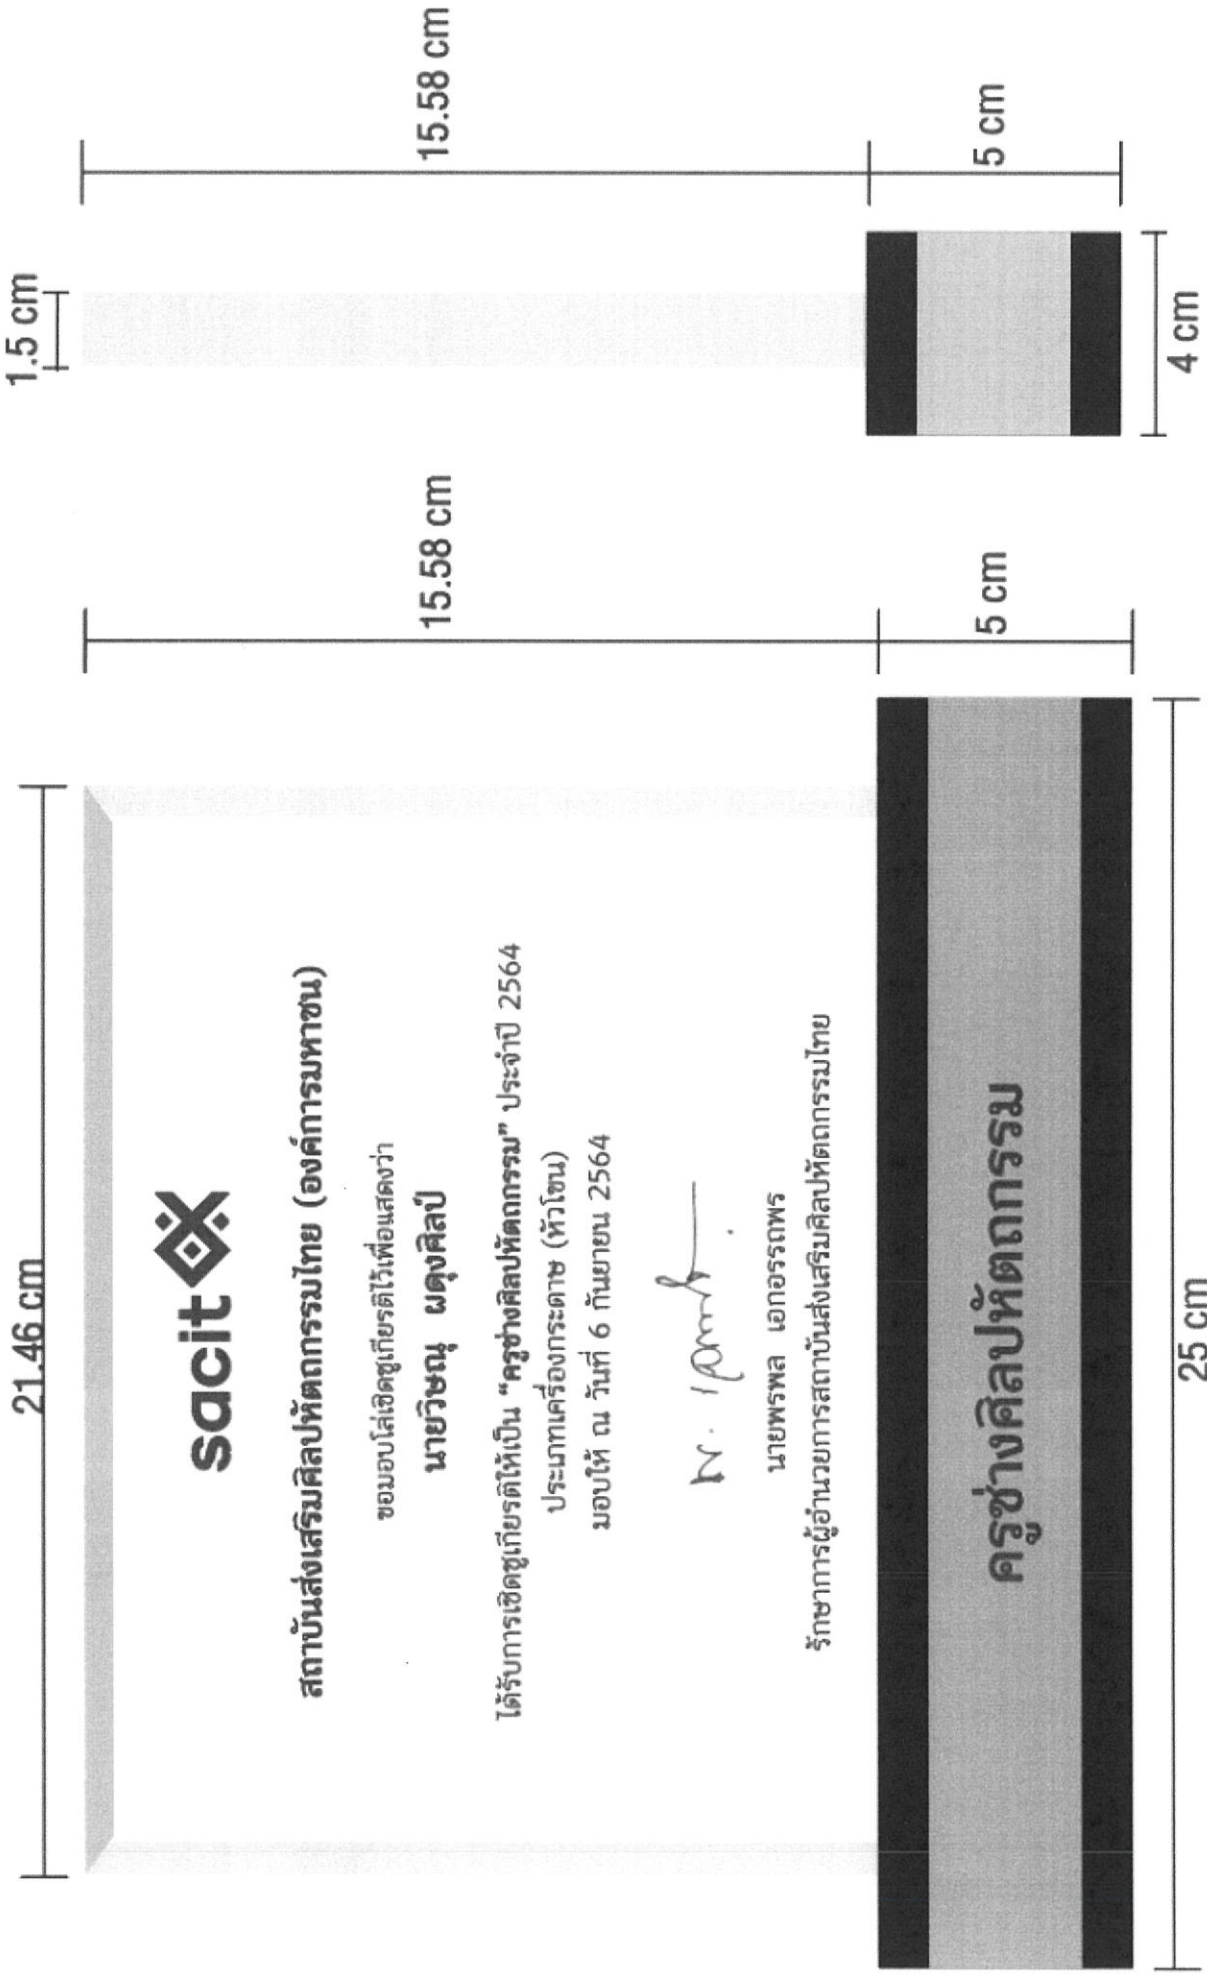 21.46 cm
sacit
สถาบันส่งเสริมศิลปหัตถกรรมไทย (องค์การมหาชน)
ขอมอบโล่เชิดชูเกียรติไว้เพื่อแสดงว่า
นายวิษณุ ผดุงศิลป์
ได้รับการเชิดชูเกียรติให้เป็น “ครูช่างศิลปหัตถกรรม” ประจำปี 2564
ประเภทเครื่องกระดาษ (หัวโขน)
มอบให้ ณ วันที่ 6 กันยายน 2564
นายพรพล เอกอรรถพร
รักษาการผู้อำนวยการสถาบันส่งเสริมศิลปหัตถกรรมไทย
ครูช่างศิลปหัตถกรรม
25 cm
15.58 cm
5 cm
1.5 cm
15.58 cm
5 cm
4 cm